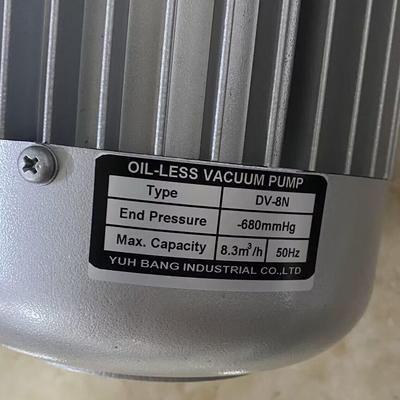 OIL-LESS VACUUM PUMP
Type DV-8N
End Pressure -680mmHg
Max. Capacity 8.3m³/h 50Hz
YUH BANG INDUSTRIAL CO.,LTD